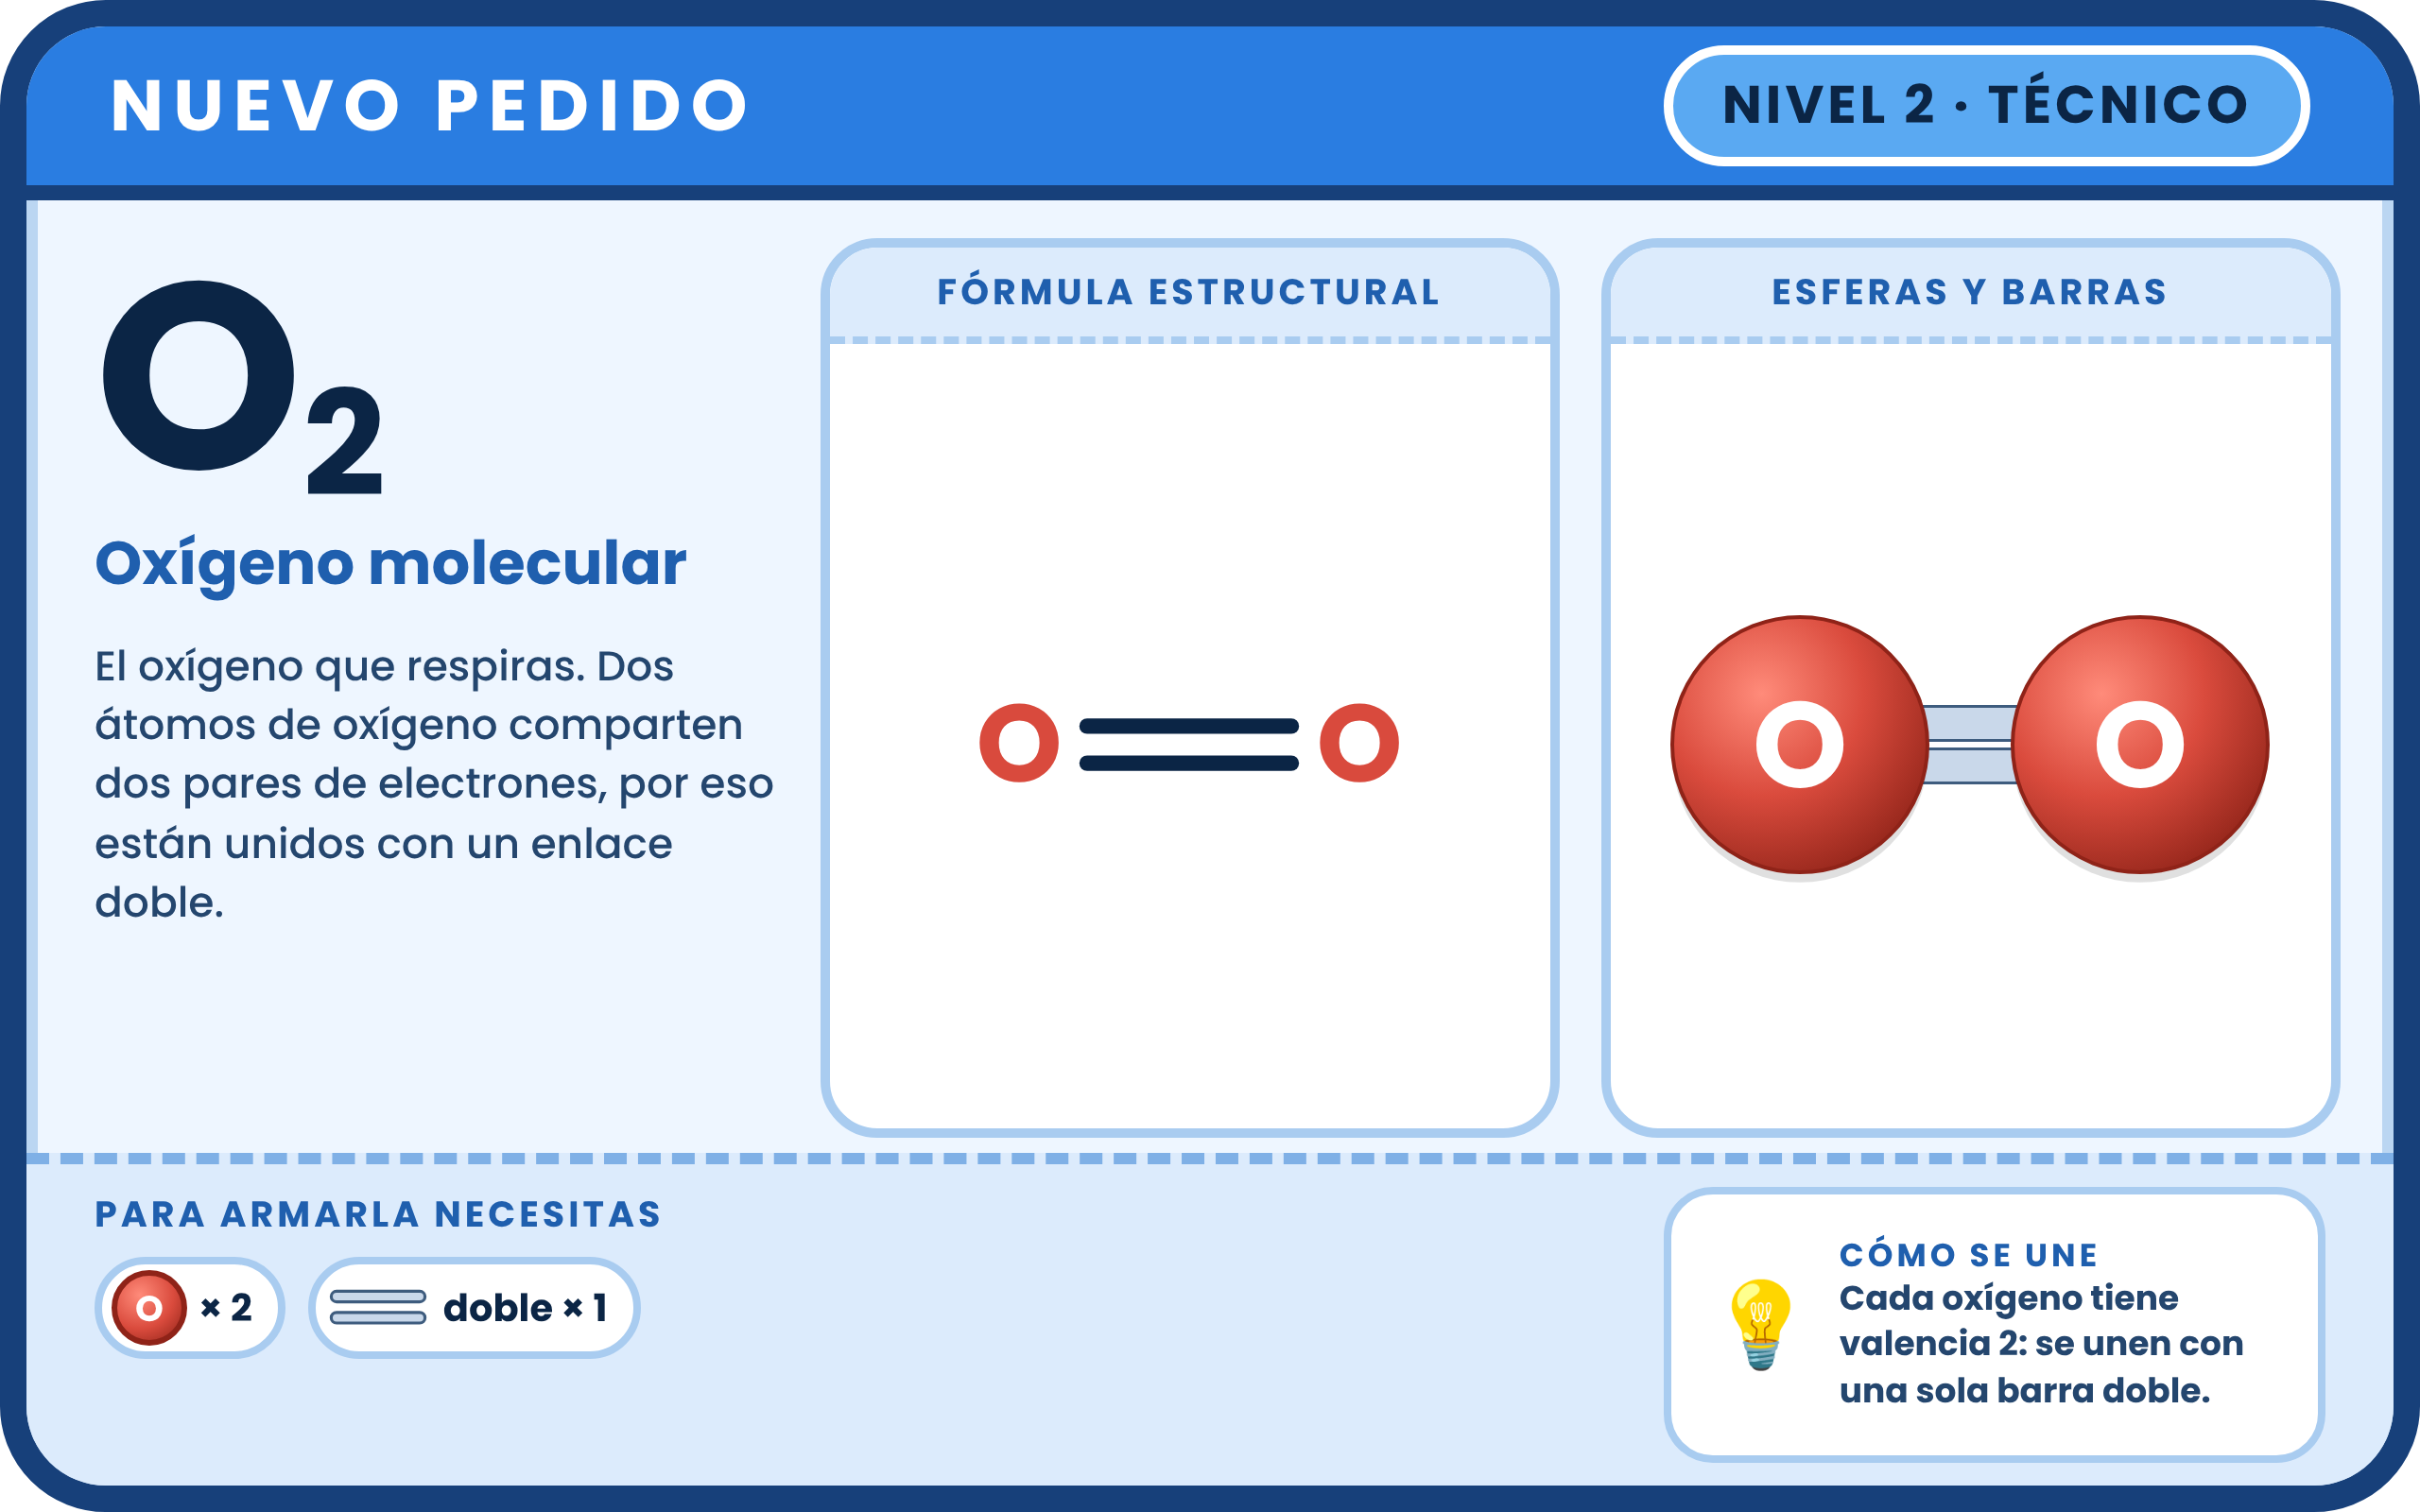 NUEVO PEDIDO
NIVEL 2 · TÉCNICO
O2
Oxígeno molecular
El oxígeno que respiras. Dos
átomos de oxígeno comparten
dos pares de electrones, por eso
están unidos con un enlace
doble.
FÓRMULA ESTRUCTURAL
O O
ESFERAS Y BARRAS
O O
PARA ARMARLA NECESITAS
O × 2
doble × 1
CÓMO SE UNE
Cada oxígeno tiene
valencia 2: se unen con
una sola barra doble.